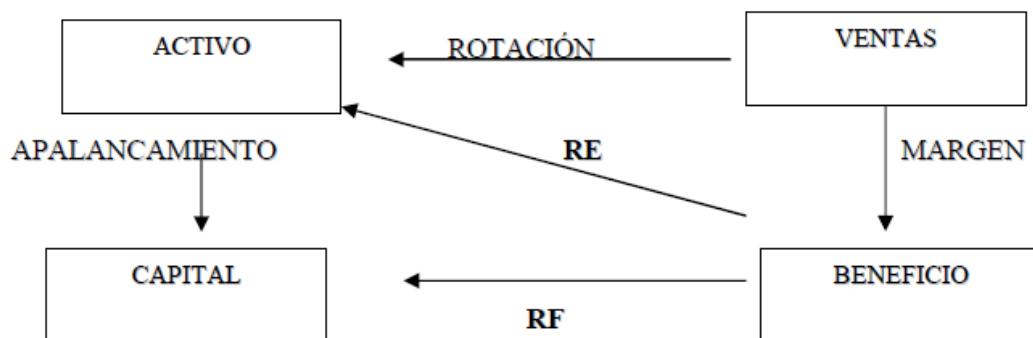 ACTIVO
ROTACIÓN
VENTAS
APALANCAMIENTO
RE
MARGEN
CAPITAL
BENEFICIO
RF